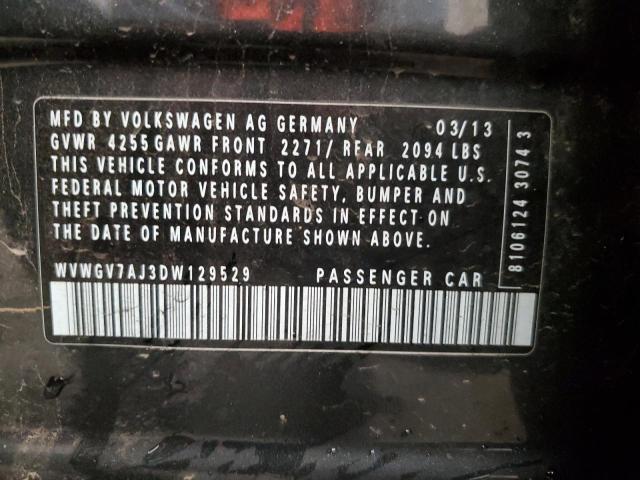 MFD BY VOLKSWAGEN AG GERMANY 03/13
GVWR 4255 GAWR FRONT 2271/ REAR 2094 LBS
THIS VEHICLE CONFORMS TO ALL APPLICABLE U.S.
FEDERAL MOTOR VEHICLE SAFETY, BUMPER AND
THEFT PREVENTION STANDARDS IN EFFECT ON
THE DATE OF MANUFACTURE SHOWN ABOVE.
WVWGV7AJ3DW129529 PASSENGER CAR
8106124 3074 3